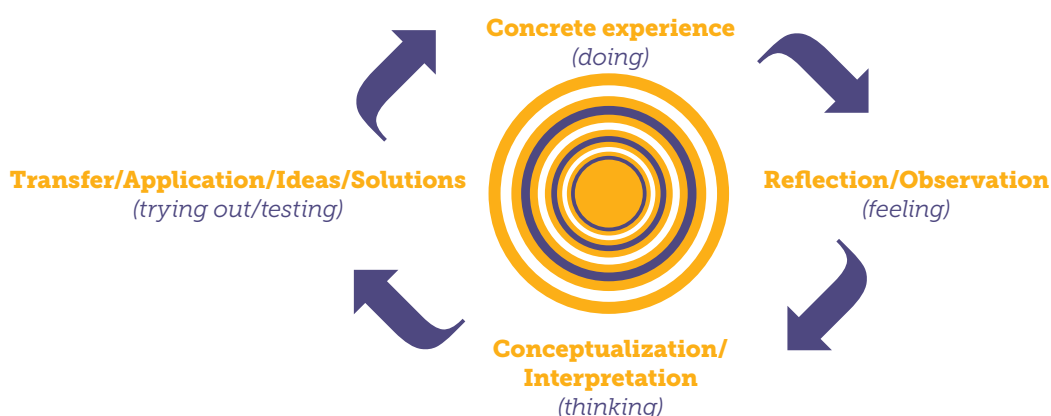 Concrete experience
(doing)
Transfer/Application/Ideas/Solutions
(trying out/testing)
Reflection/Observation
(feeling)
Conceptualization/
Interpretation
(thinking)